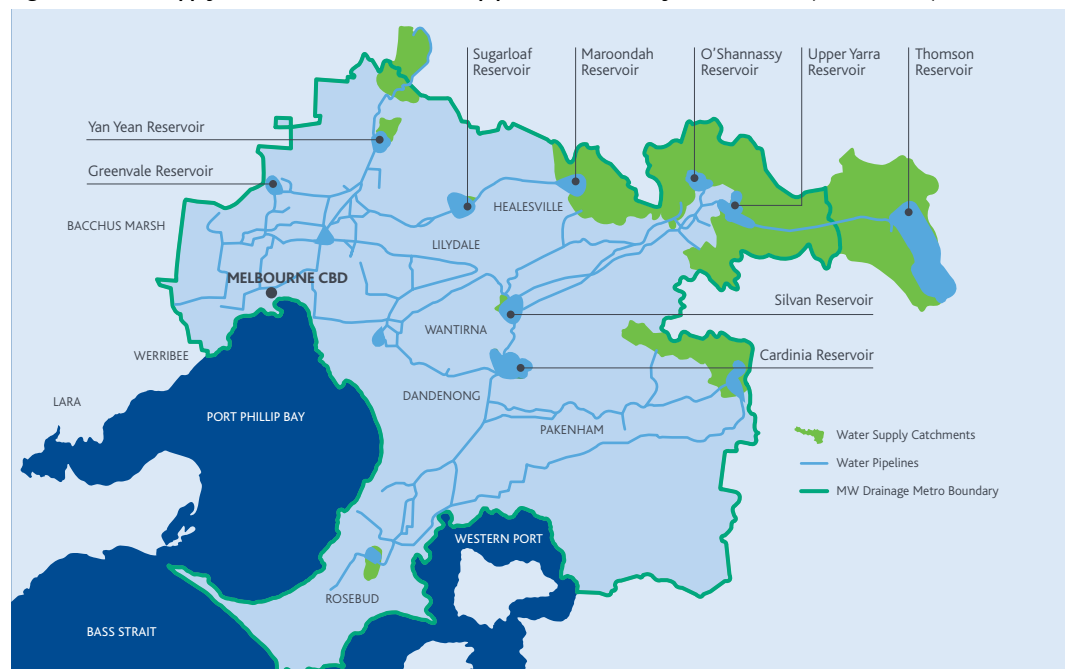 Sugarloaf
Reservoir
Maroondah
Reservoir
O'Shannassy
Reservoir
Upper Yarra
Reservoir
Thomson
Reservoir
Yan Yean Reservoir
Greenvale Reservoir
BACCHUS MARSH
HEALESVILLE
LILYDALE
MELBOURNE CBD
Silvan Reservoir
WANTIRNA
WERRIBEE
Cardinia Reservoir
LARA
DANDENONG
PORT PHILLIP BAY
PAKENHAM
Water Supply Catchments
Water Pipelines
MW Drainage Metro Boundary
WESTERN PORT
ROSEBUD
BASS STRAIT